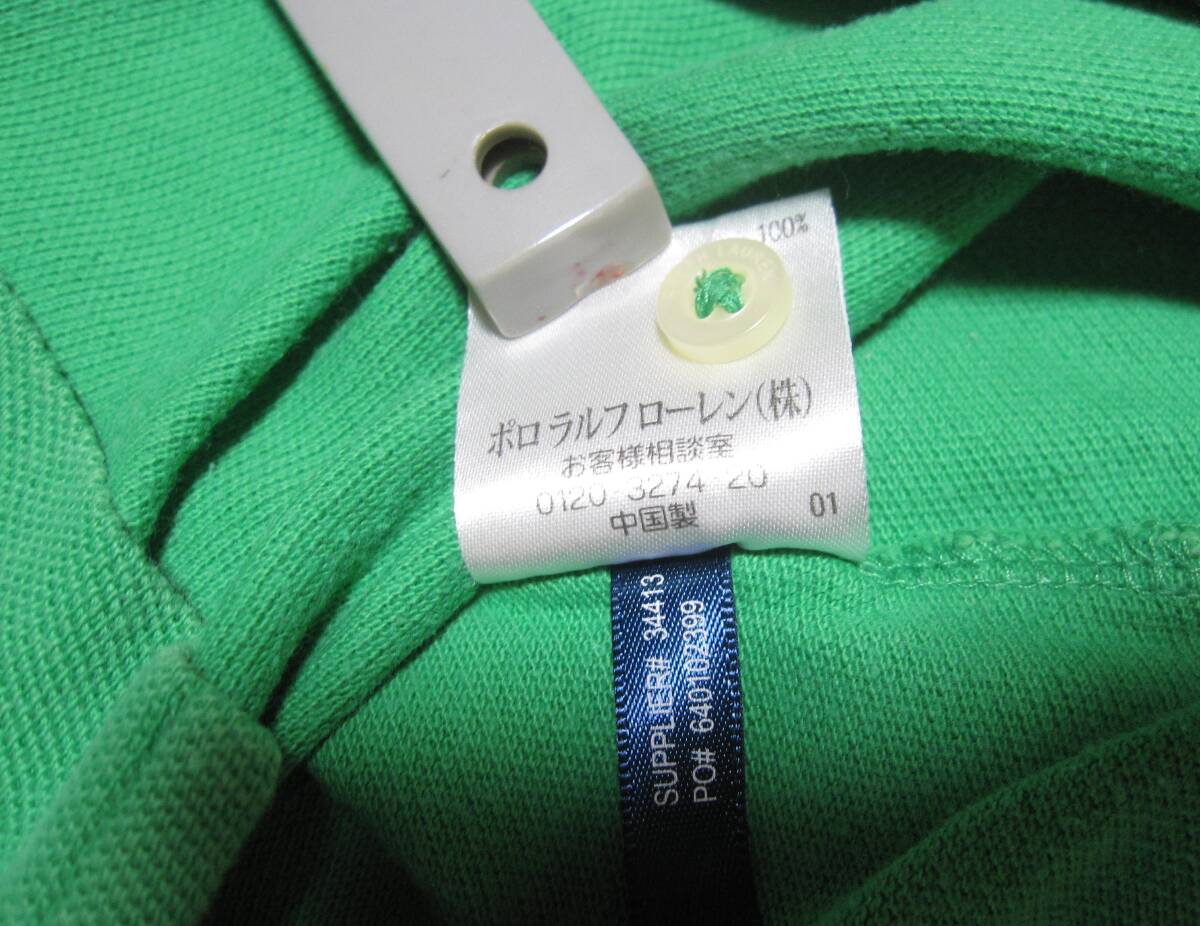 100%
ポロ ラルフ ローレン(株)
お客様相談室
0120-3274-20
中国製 01
SUPPLIER# 34413
PO# 640102399